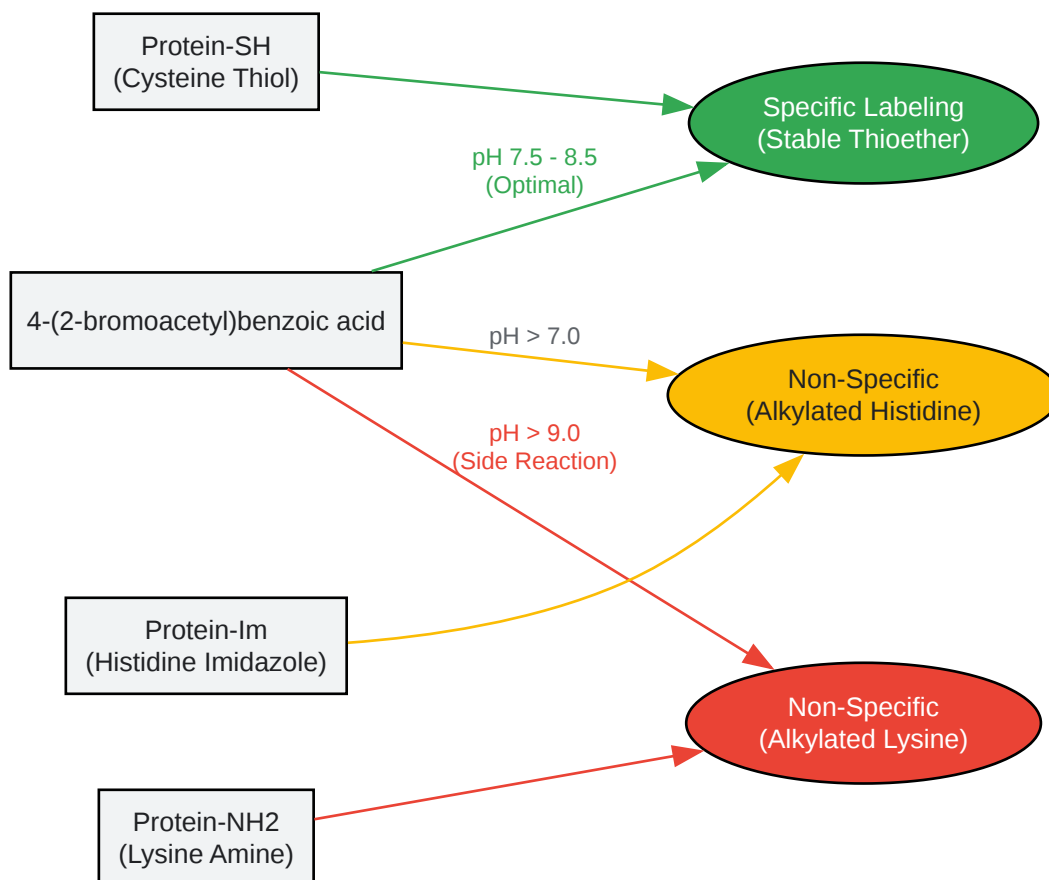 Protein-SH
(Cysteine Thiol)
Specific Labeling
(Stable Thioether)
pH 7.5 - 8.5
(Optimal)
4-(2-bromoacetyl)benzoic acid
pH > 7.0
Non-Specific
(Alkylated Histidine)
pH > 9.0
(Side Reaction)
Protein-Im
(Histidine Imidazole)
Non-Specific
(Alkylated Lysine)
Protein-NH2
(Lysine Amine)